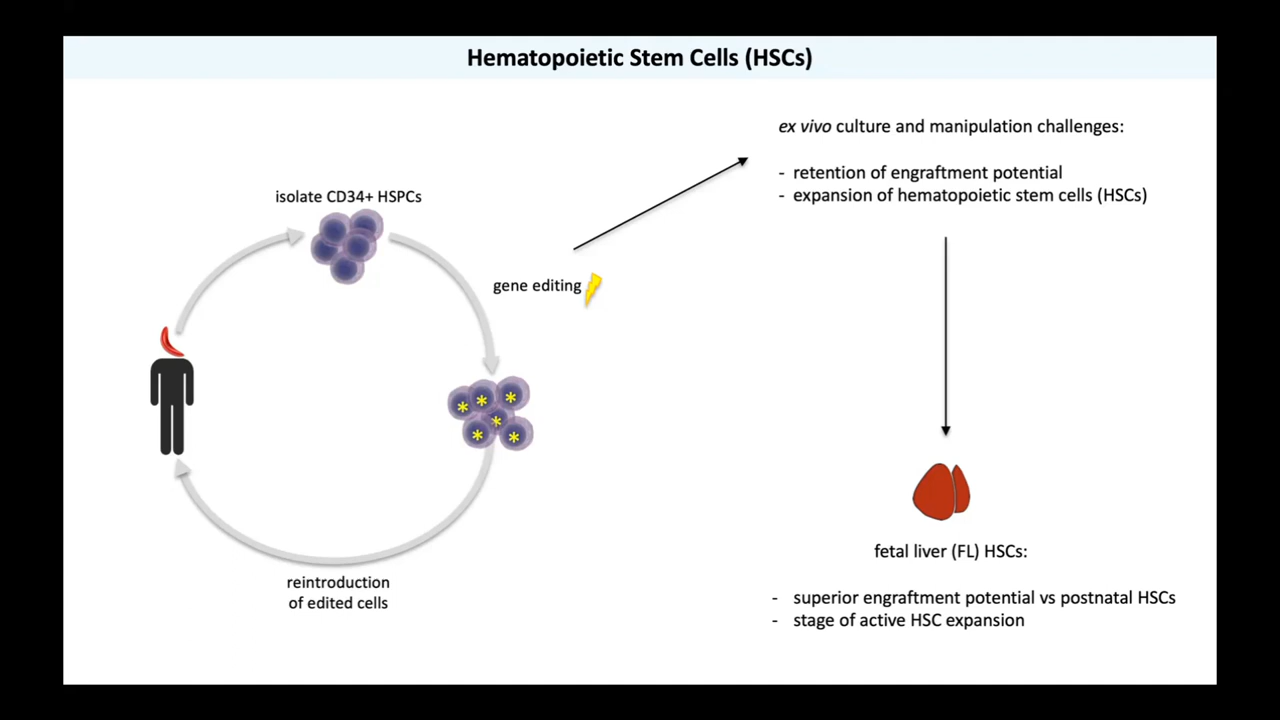 Hematopoietic Stem Cells (HSCs)
isolate CD34+ HSPCs
gene editing
reintroduction
of edited cells
ex vivo culture and manipulation challenges:
- retention of engraftment potential
- expansion of hematopoietic stem cells (HSCs)
fetal liver (FL) HSCs:
- superior engraftment potential vs postnatal HSCs
- stage of active HSC expansion